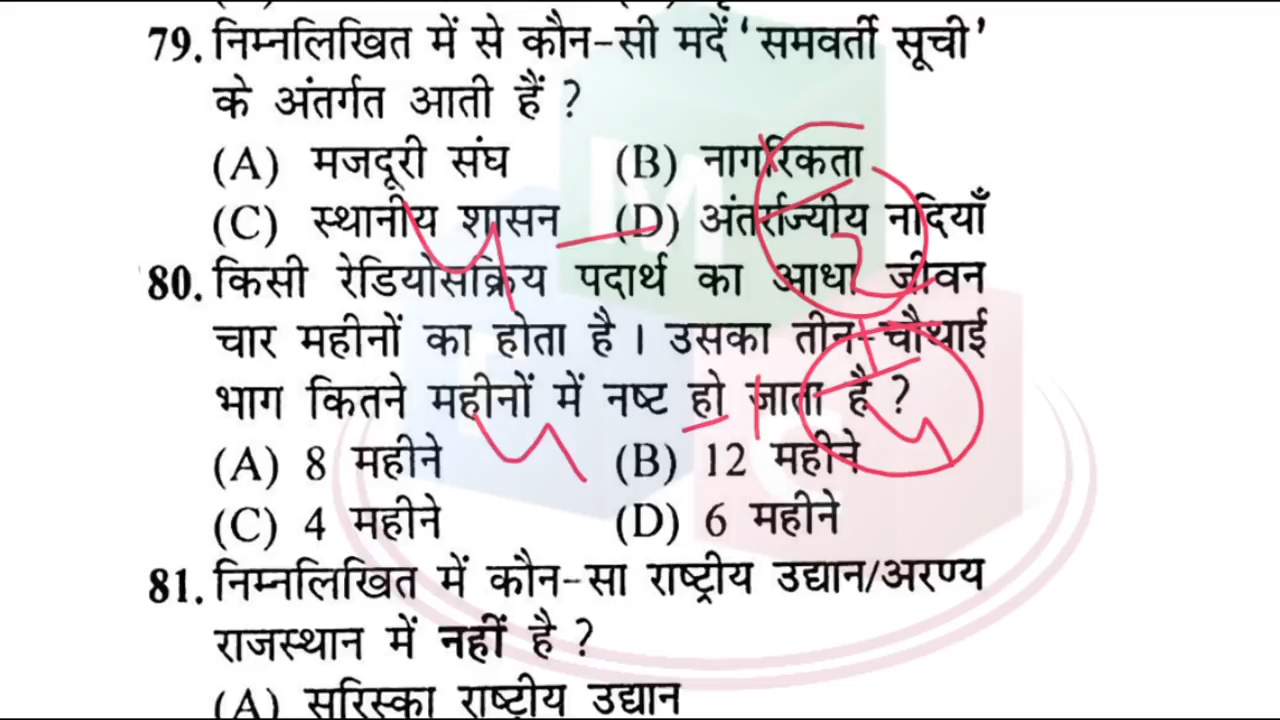 79. निम्नलिखित में से कौन-सी मदें ‘समवर्ती सूची’
के अंतर्गत आती हैं ?
(A) मजदूरी संघ (B) नागरिकता
(C) स्थानीय शासन (D) अंतर्राज्यीय नदियाँ
80. किसी रेडियोसक्रिय पदार्थ का आधा जीवन
चार महीनों का होता है । उसका तीन-चौथाई
भाग कितने महीनों में नष्ट हो जाता है ?
(A) 8 महीने (B) 12 महीने
(C) 4 महीने (D) 6 महीने
81. निम्नलिखित में कौन-सा राष्ट्रीय उद्यान/अरण्य
राजस्थान में नहीं है ?
(A) सरिस्का राष्ट्रीय उद्यान